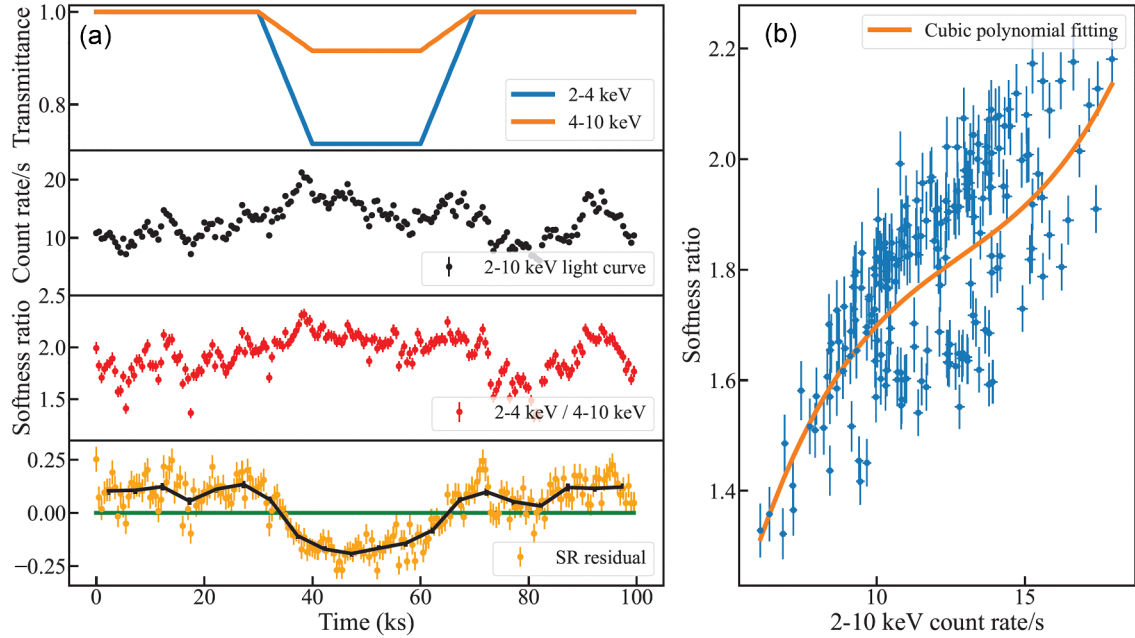 (a)
Transmittance
1.0
0.8
2-4 keV
4-10 keV
Count rate/s
20
10
2-10 keV light curve
Softness ratio
2.5
2.0
1.5
2-4 keV / 4-10 keV
0.25
0.00
−0.25
SR residual
0
20
40
60
80
100
Time (ks)
(b)
Cubic polynomial fitting
Softness ratio
2.2
2.0
1.8
1.6
1.4
10
15
2-10 keV count rate/s